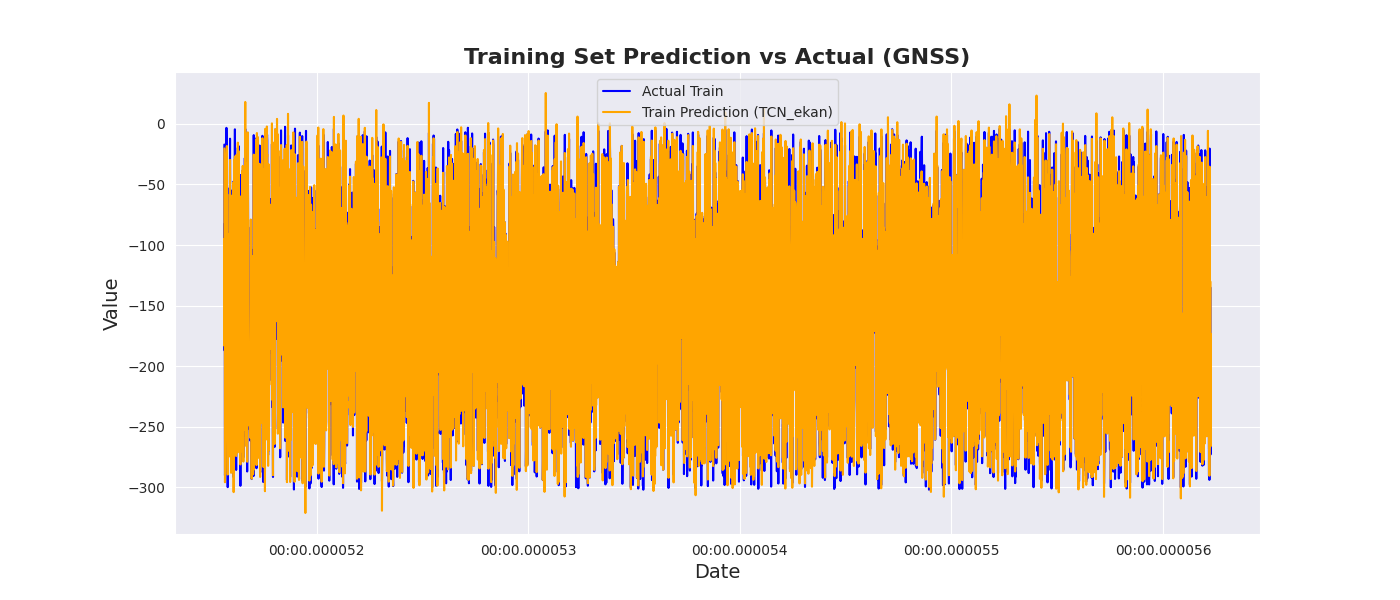 Training Set Prediction vs Actual (GNSS)
Actual Train
Train Prediction (TCN_ekan)
Value
0
−50
−100
−150
−200
−250
−300
00:00.000052
00:00.000053
00:00.000054
00:00.000055
00:00.000056
Date